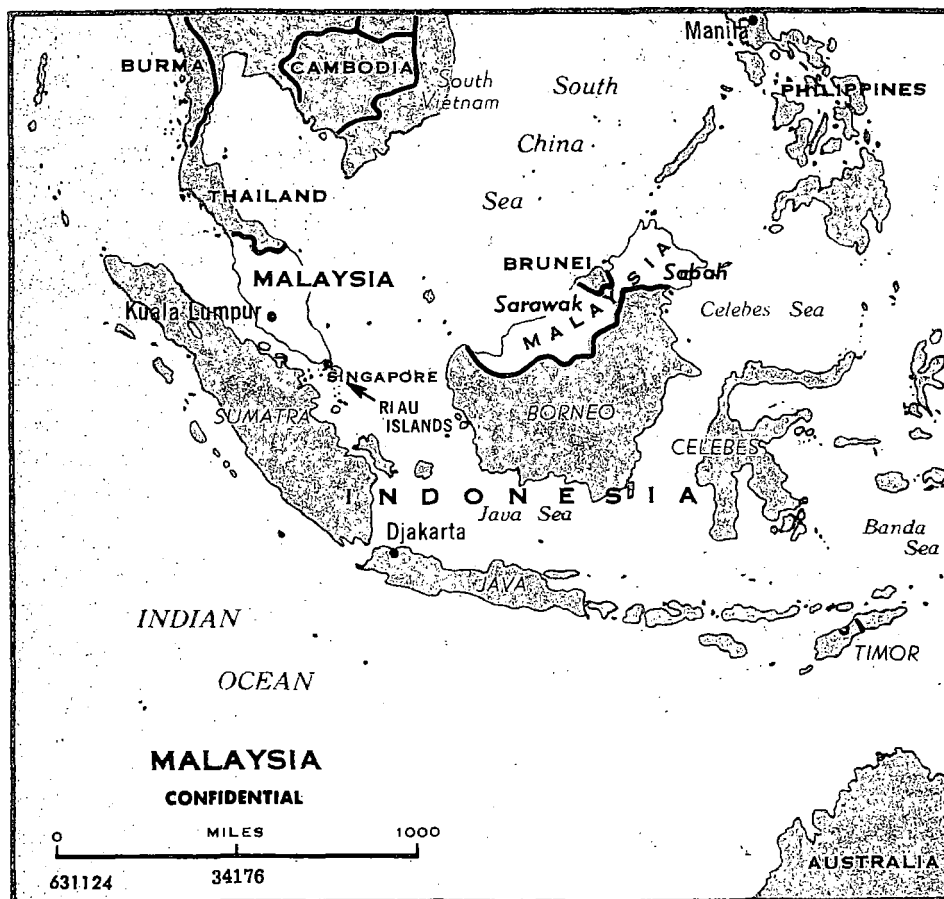 Manila
BURMA
CAMBODIA
South
Vietnam
South
China
Sea
PHILIPPINES
THAILAND
MALAYSIA
BRUNEI
Sabah
Sarawak
MALAYSIA
Kuala Lumpur
Celebes Sea
SINGAPORE
RIAU
ISLANDS
SUMATRA
BORNEO
CELEBES
INDONESIA
Java Sea
Djakarta
Banda
Sea
JAVA
INDIAN
OCEAN
TIMOR
MALAYSIA
CONFIDENTIAL
0 MILES 1000
AUSTRALIA
631124 34176